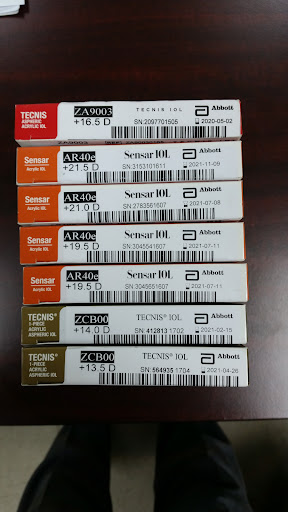 TECNIS
ASPHERIC
ACRYLIC IOL
ZA9003
+16.5 D
TECNIS IOL
SN:2097701505
Abbott
2020-05-02
Sensar
Acrylic IOL
AR40e
+21.5 D
Sensar IOL
SN:3153101611
Abbott
2021-11-09
Sensar
Acrylic IOL
AR40e
+21.0 D
Sensar IOL
SN:2783561607
Abbott
2021-07-08
Sensar
Acrylic IOL
AR40e
+19.5 D
Sensar IOL
SN:3045541607
Abbott
2021-07-11
Sensar
Acrylic IOL
AR40e
+19.5 D
Sensar IOL
SN:3045551607
Abbott
2021-07-11
TECNIS®
1-PIECE
ACRYLIC
ASPHERIC IOL
ZCB00
+14.0 D
TECNIS® IOL
SN: 412813 1702
Abbott
2021-02-15
TECNIS®
1-PIECE
ACRYLIC
ASPHERIC IOL
ZCB00
+13.5 D
TECNIS® IOL
SN: 564935 1704
Abbott
2021-04-26